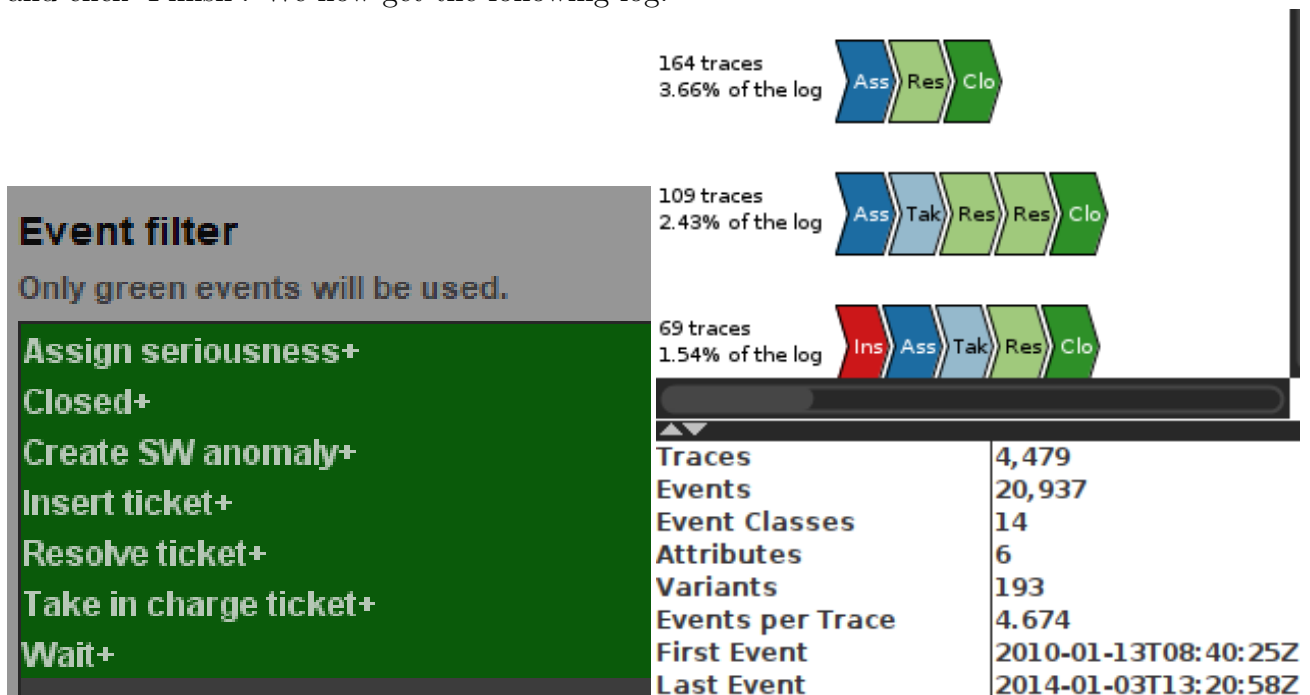 164 traces
3.66% of the log
Ass Res Clo
109 traces
2.43% of the log
Ass Tak Res Res Clo
69 traces
1.54% of the log
Ins Ass Tak Res Clo
Event filter
Only green events will be used.
Assign seriousness+
Closed+
Create SW anomaly+
Insert ticket+
Resolve ticket+
Take in charge ticket+
Wait+
Traces 4,479
Events 20,937
Event Classes 14
Attributes 6
Variants 193
Events per Trace 4.674
First Event 2010-01-13T08:40:25Z
Last Event 2014-01-03T13:20:58Z